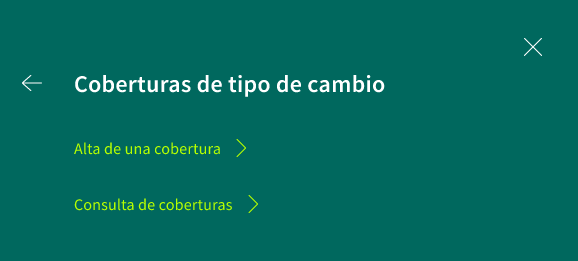 Coberturas de tipo de cambio
Alta de una cobertura
Consulta de coberturas